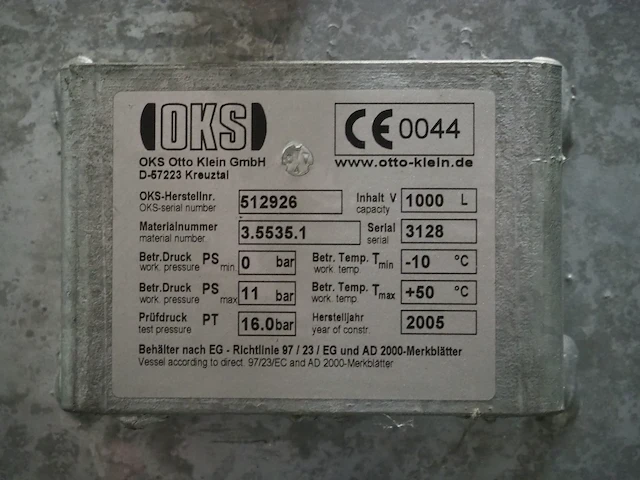 OKS
CE 0044
OKS Otto Klein GmbH
D-57223 Kreuztal
www.otto-klein.de
OKS-Herstellnr. 512926 Inhalt V 1000 L
OKS-serial number capacity
Materialnummer 3.5535.1 Serial 3128
material number serial
Betr.Druck PS min. 0 bar Betr. Temp. Tmin -10 °C
work. pressure work. temp.
Betr.Druck PS max 11 bar Betr. Temp. Tmax +50 °C
work. pressure work. temp.
Prüfdruck PT 16.0 bar Herstelljahr 2005
test pressure year of constr.
Behälter nach EG - Richtlinie 97 / 23 / EG und AD 2000-Merkblätter
Vessel according to direct. 97/23/EC and AD 2000-Merkblätter